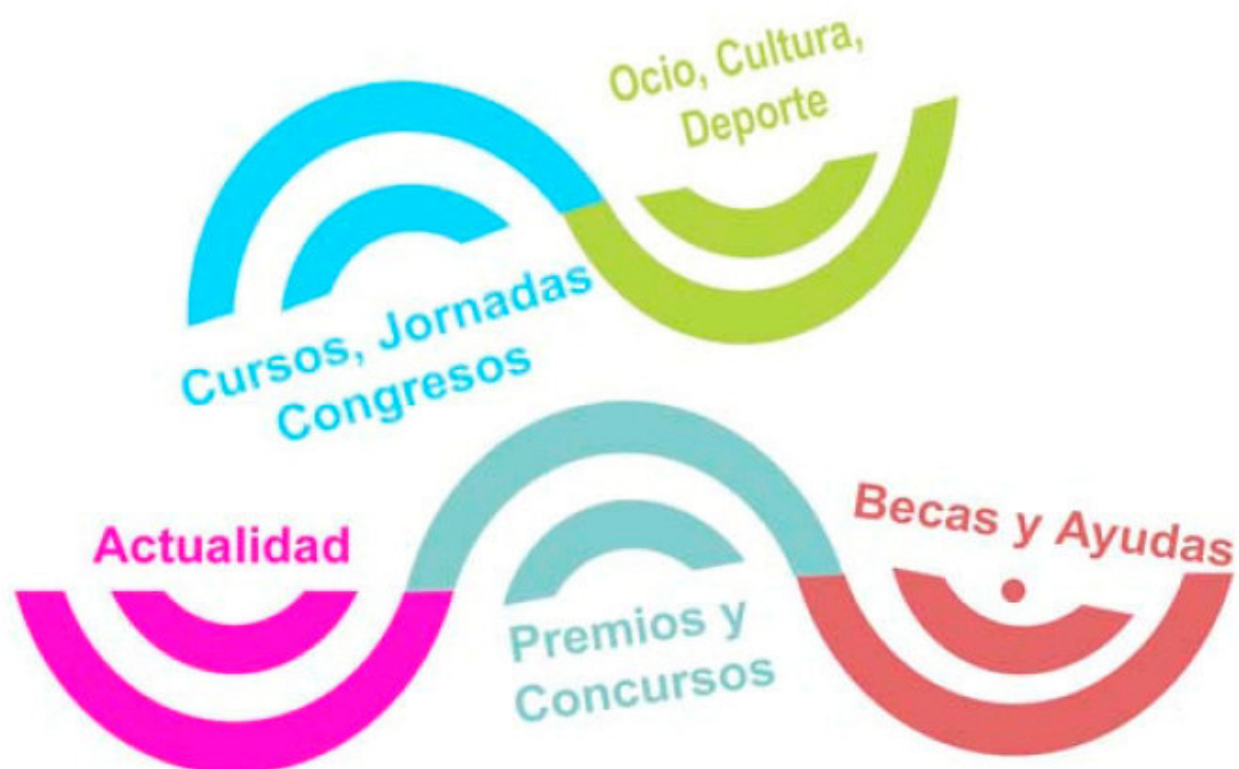 Ocio, Cultura,
Deporte
Cursos, Jornadas
Congresos
Actualidad
Premios y
Concursos
Becas y Ayudas